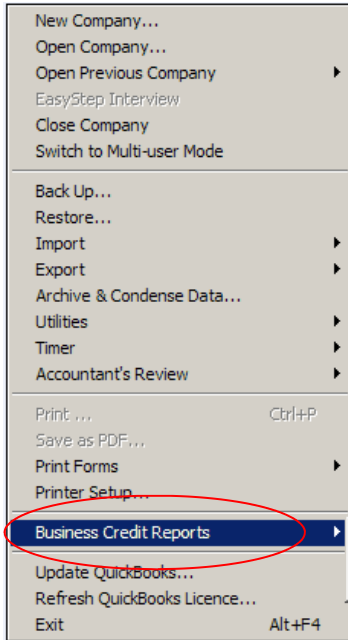 New Company...
Open Company...
Open Previous Company
EasyStep Interview
Close Company
Switch to Multi-user Mode
Back Up...
Restore...
Import
Export
Archive & Condense Data...
Utilities
Timer
Accountant's Review
Print ... Ctrl+P
Save as PDF...
Print Forms
Printer Setup...
Business Credit Reports
Update QuickBooks...
Refresh QuickBooks Licence...
Exit Alt+F4